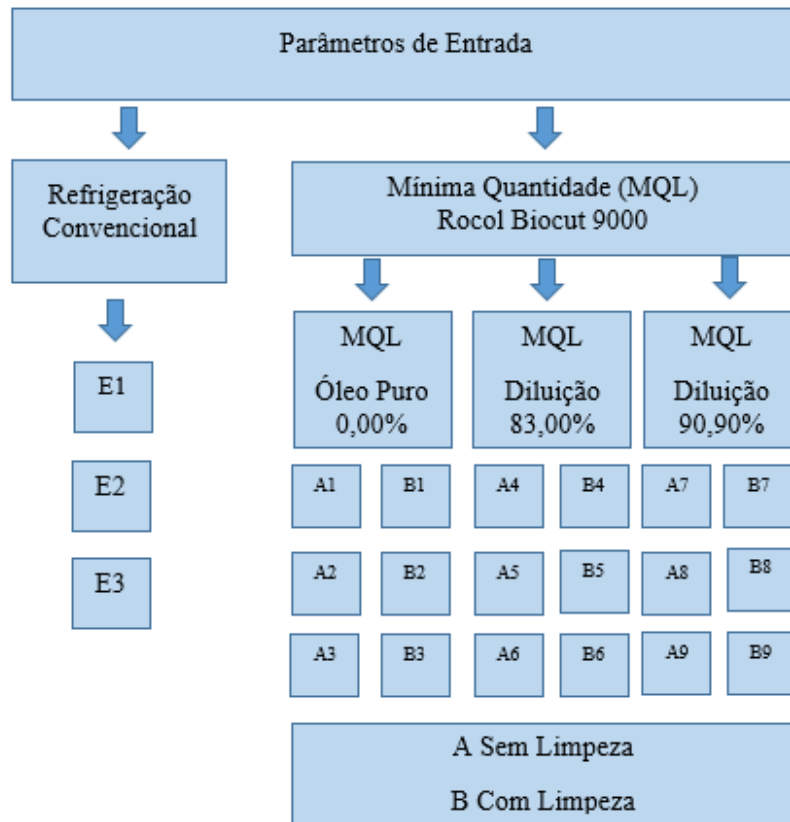 Parâmetros de Entrada
Refrigeração
Convencional
E1
E2
E3
Mínima Quantidade (MQL)
Rocol Biocut 9000
MQL
Óleo Puro
0,00%
MQL
Diluição
83,00%
MQL
Diluição
90,90%
A1 B1 A4 B4 A7 B7
A2 B2 A5 B5 A8 B8
A3 B3 A6 B6 A9 B9
A Sem Limpeza
B Com Limpeza